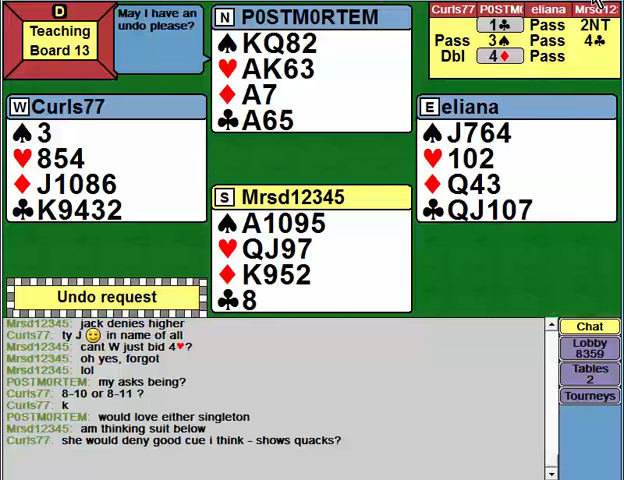 D
Teaching
Board 13
May I have an
undo please?
N P0STM0RTEM
♠ KQ82
♥ AK63
♦ A7
♣ A65
Curls77 P0STM0 eliana Mrsd12
1♣ Pass 2NT
Pass 3♠ Pass 4♣
Dbl 4♦ Pass
W Curls77
♠ 3
♥ 854
♦ J1086
♣ K9432
E eliana
♠ J764
♥ 102
♦ Q43
♣ QJ107
S Mrsd12345
♠ A1095
♥ QJ97
♦ K952
♣ 8
Undo request
Mrsd12345: jack denies higher
Curls77: ty J 😉 in name of all
Mrsd12345: cant W just bid 4♥?
Mrsd12345: oh yes, forgot
Mrsd12345: lol
P0STM0RTEM: my asks being?
Curls77: 8-10 or 8-11 ?
Curls77: k
P0STM0RTEM: would love either singleton
Mrsd12345: am thinking suit below
Curls77: she would deny good cue i think - shows quacks?
Chat
Lobby
8359
Tables
2
Tourneys